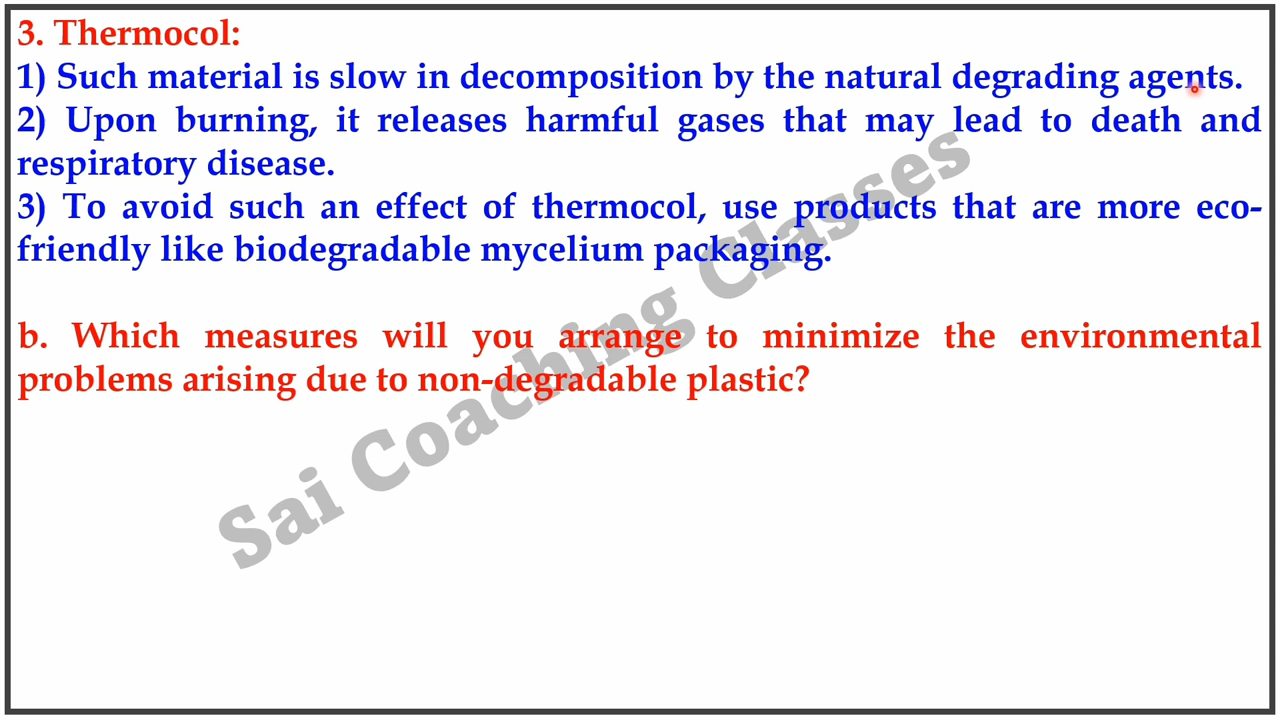 3. Thermocol:
1) Such material is slow in decomposition by the natural degrading agents.
2) Upon burning, it releases harmful gases that may lead to death and
respiratory disease.
3) To avoid such an effect of thermocol, use products that are more eco-
friendly like biodegradable mycelium packaging.
b. Which measures will you arrange to minimize the environmental
problems arising due to non-degradable plastic?
Sai Coaching Classes